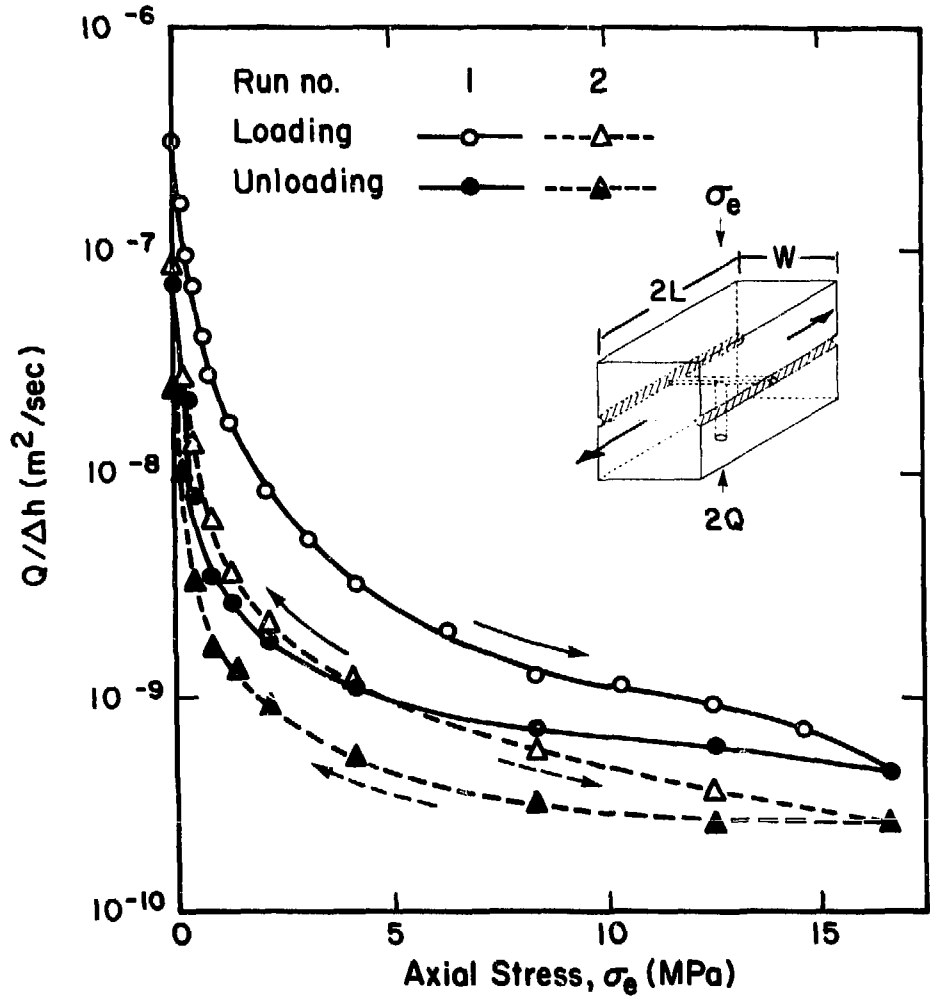 10⁻⁶
Run no. 1 2
Loading
Unloading
σe
10⁻⁷
W
2L
Q/Δh (m²/sec)
10⁻⁸
2Q
10⁻⁹
10⁻¹⁰
0 5 10 15
Axial Stress, σe (MPa)